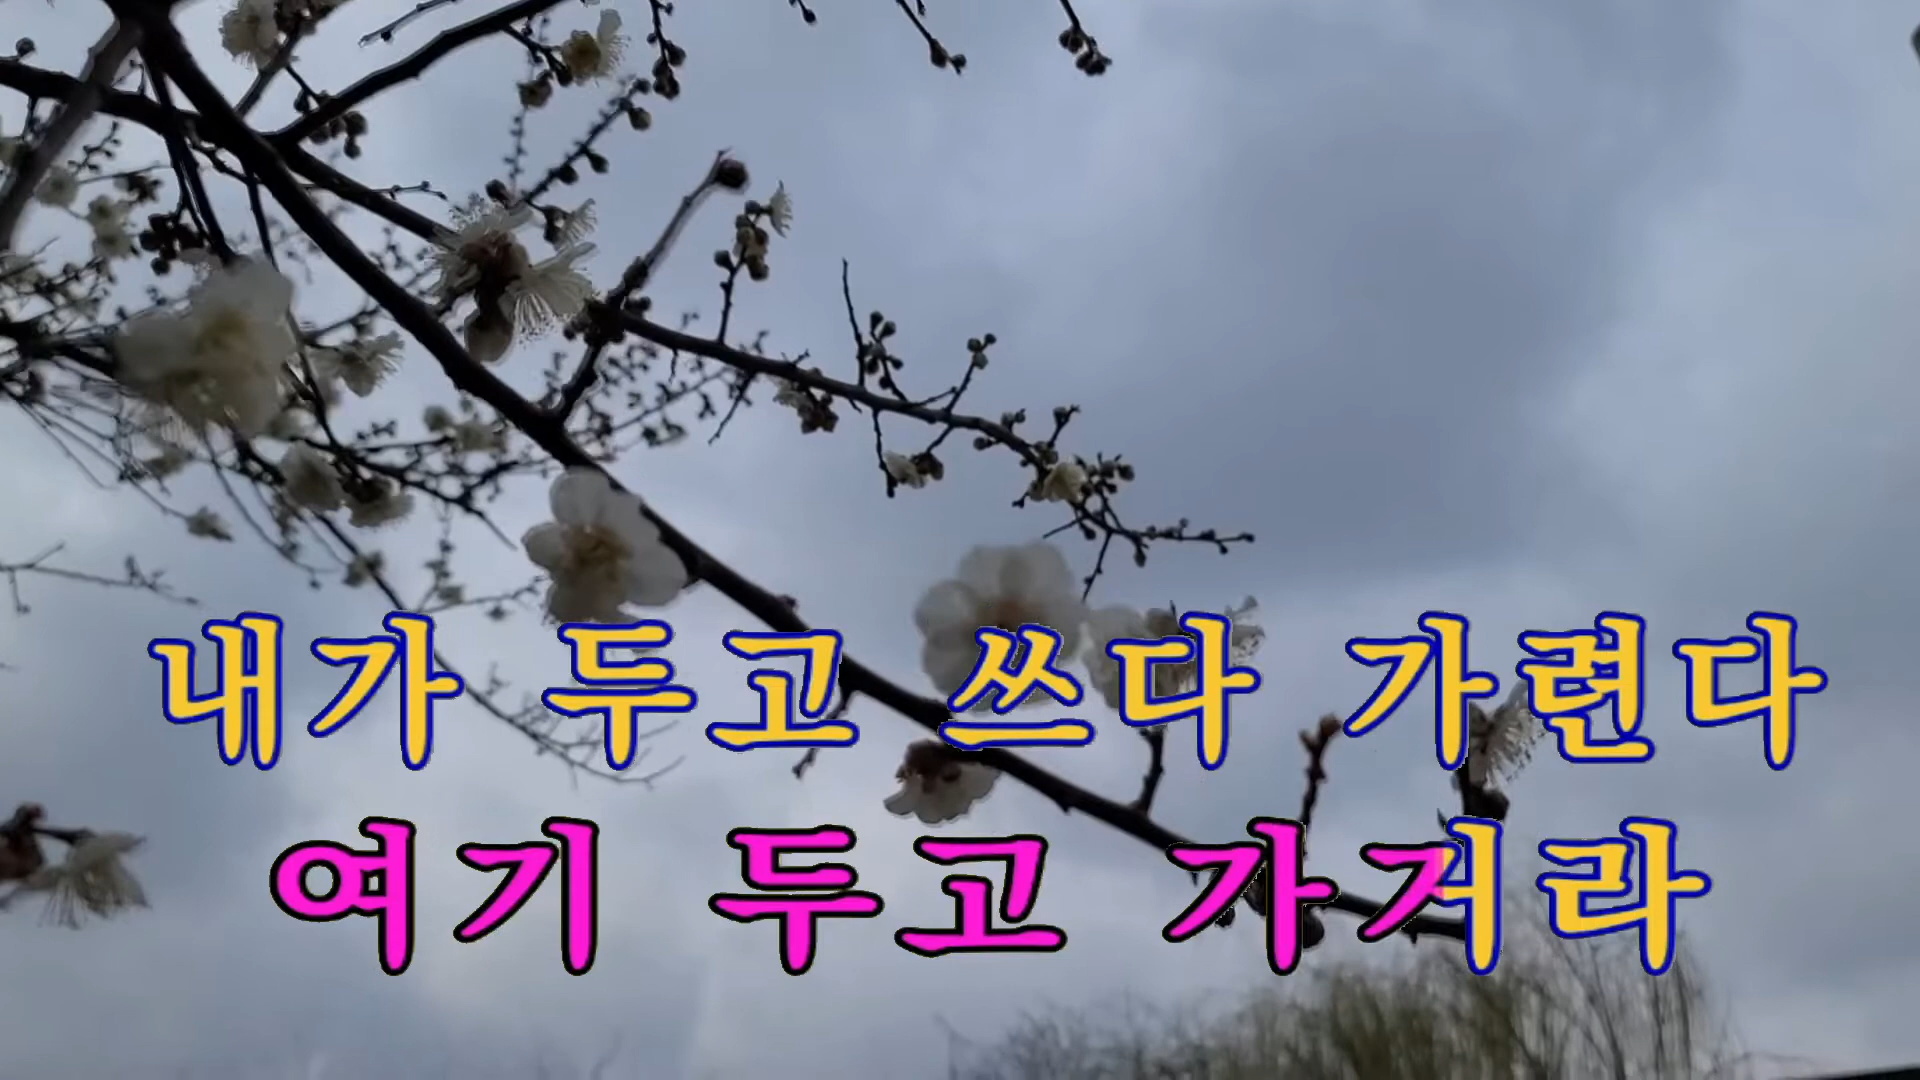 내가 두고 쓰다 가련다
여기 두고 가거라